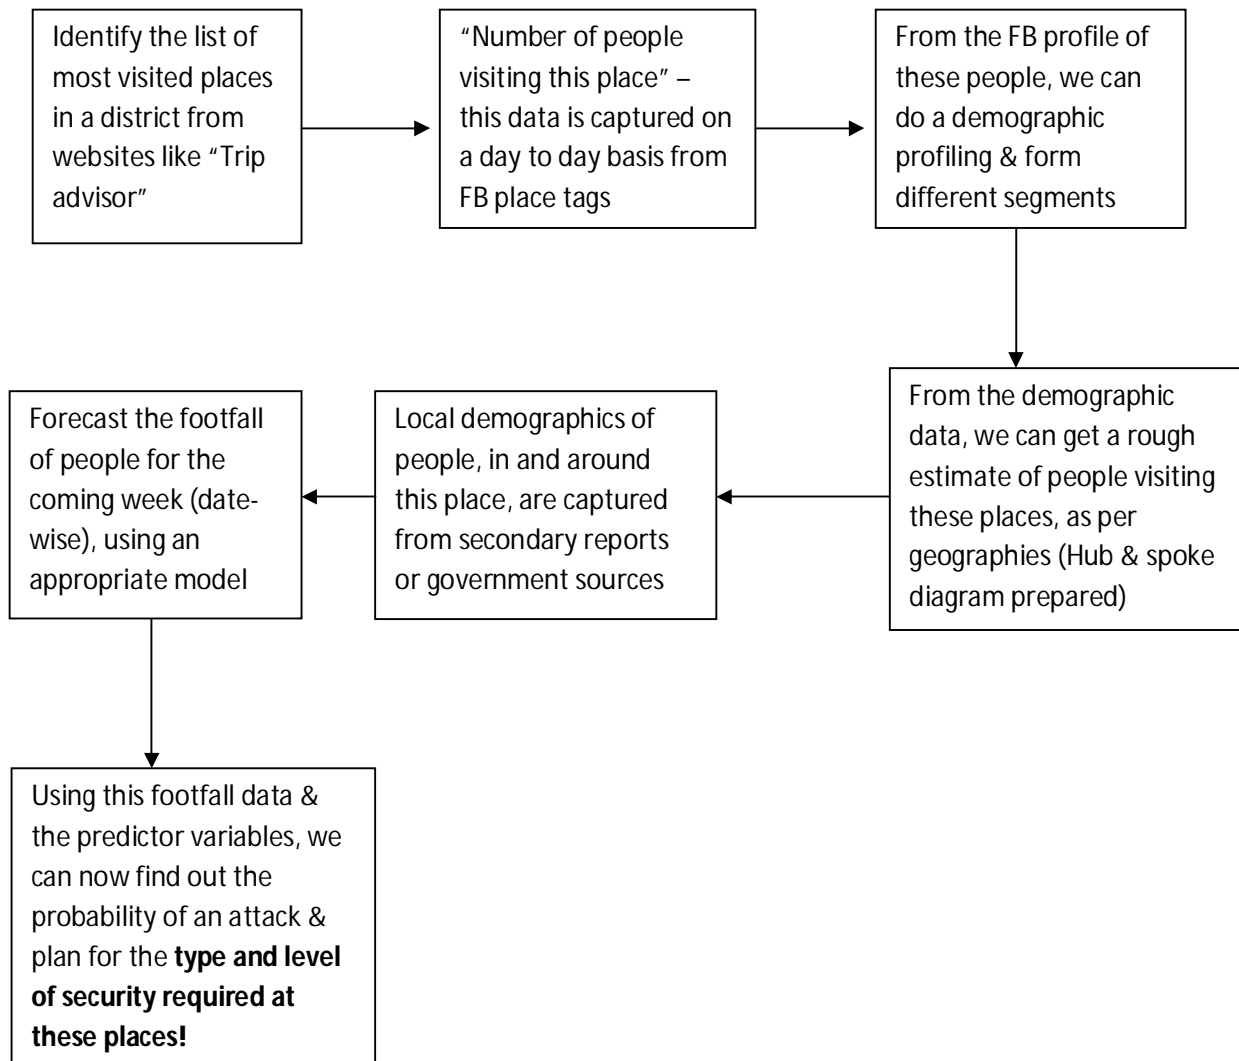 Identify the list of
most visited places
in a district from
websites like “Trip
advisor”
“Number of people
visiting this place” –
this data is captured on
a day to day basis from
FB place tags
From the FB profile of
these people, we can
do a demographic
profiling & form
different segments
From the demographic
data, we can get a rough
estimate of people visiting
these places, as per
geographies (Hub & spoke
diagram prepared)
Local demographics of
people, in and around
this place, are captured
from secondary reports
or government sources
Forecast the footfall
of people for the
coming week (date-
wise), using an
appropriate model
Using this footfall data &
the predictor variables, we
can now find out the
probability of an attack &
plan for the type and level
of security required at
these places!